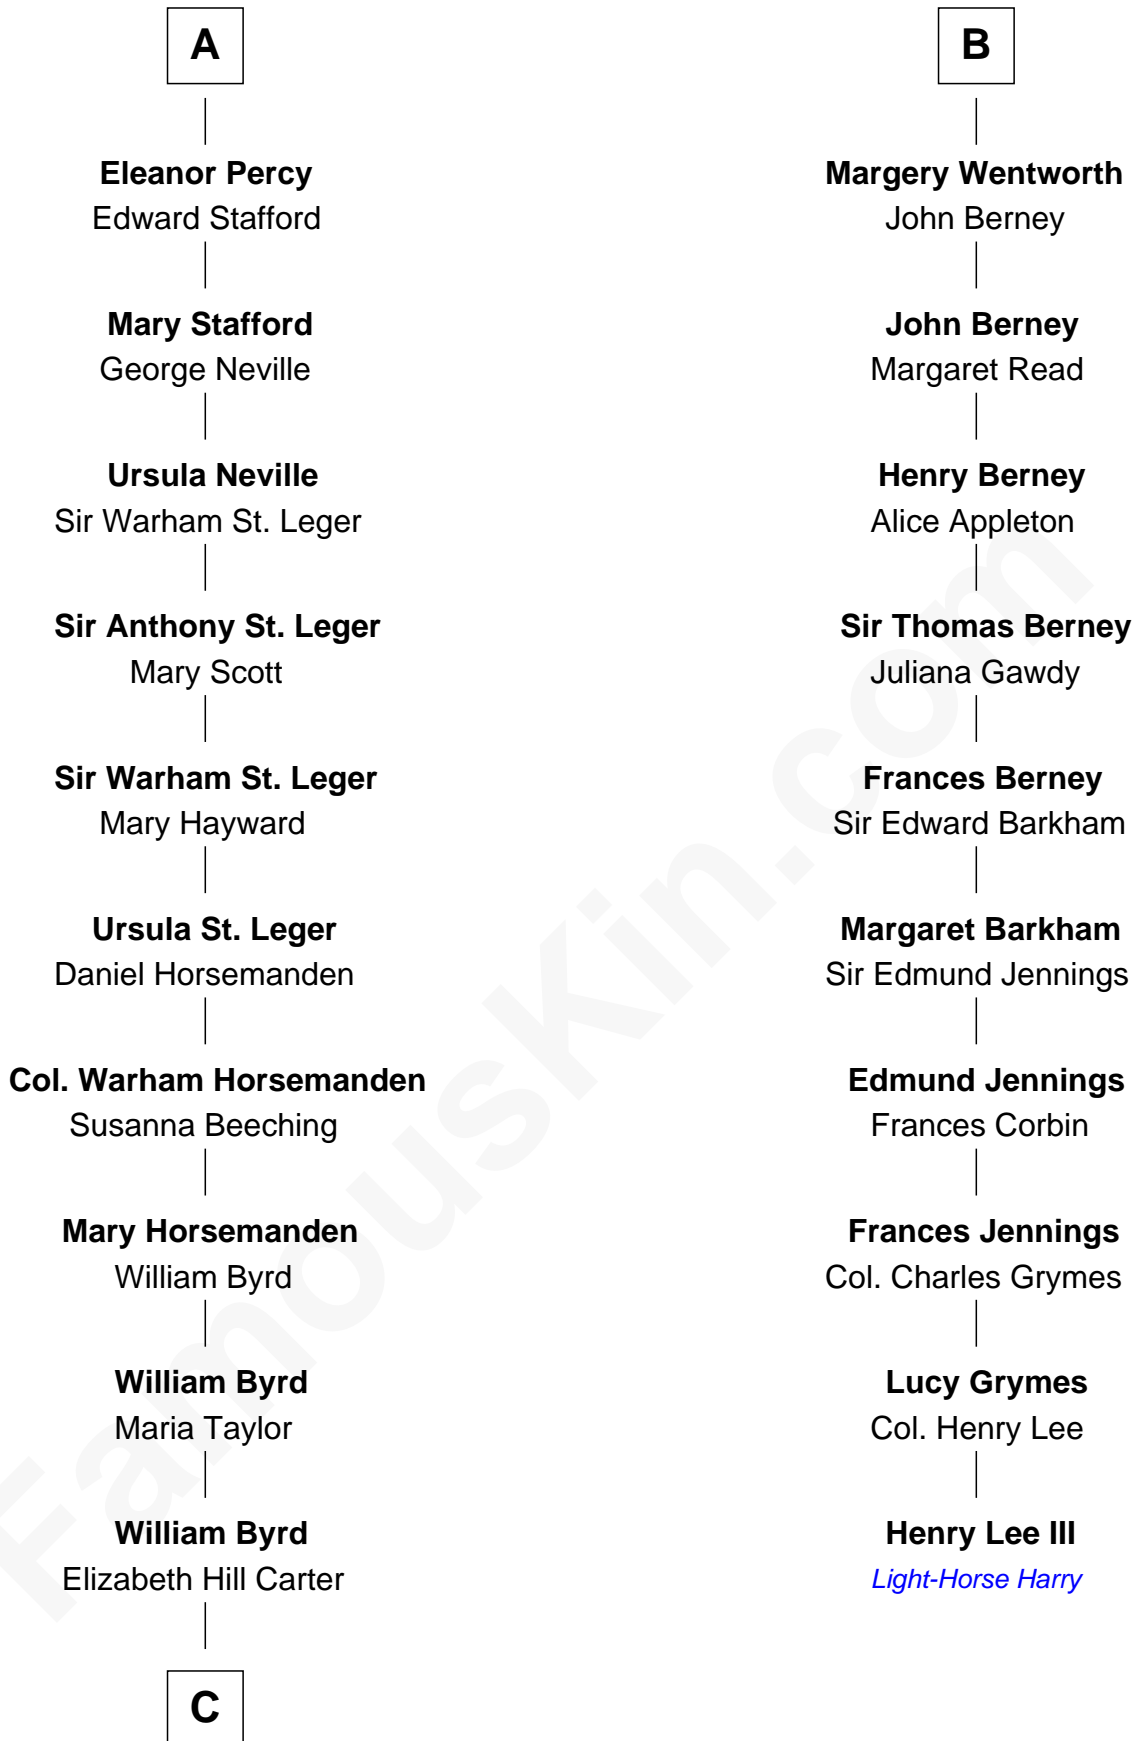 A
Eleanor Percy
Edward Stafford
Mary Stafford
George Neville
Ursula Neville
Sir Warham St. Leger
Sir Anthony St. Leger
Mary Scott
Sir Warham St. Leger
Mary Hayward
Ursula St. Leger
Daniel Horsemanden
Col. Warham Horsemanden
Susanna Beeching
Mary Horsemanden
William Byrd
William Byrd
Maria Taylor
William Byrd
Elizabeth Hill Carter
C
B
Margery Wentworth
John Berney
John Berney
Margaret Read
Henry Berney
Alice Appleton
Sir Thomas Berney
Juliana Gawdy
Frances Berney
Sir Edward Barkham
Margaret Barkham
Sir Edmund Jennings
Edmund Jennings
Frances Corbin
Frances Jennings
Col. Charles Grymes
Lucy Grymes
Col. Henry Lee
Henry Lee III
Light-Horse Harry
FamousKin.com